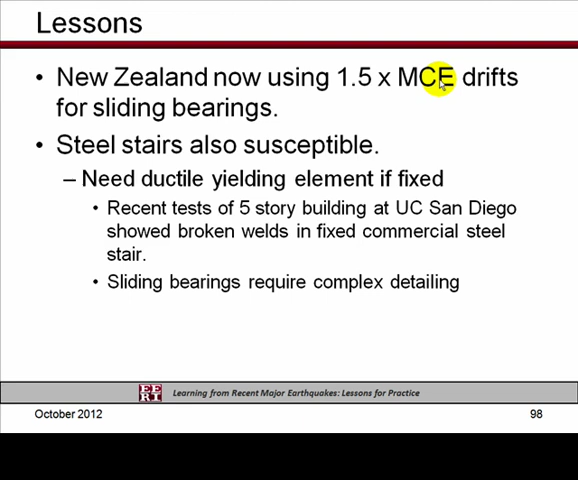 Lessons
• New Zealand now using 1.5 x MCE drifts
for sliding bearings.
• Steel stairs also susceptible.
– Need ductile yielding element if fixed
• Recent tests of 5 story building at UC San Diego
showed broken welds in fixed commercial steel
stair.
• Sliding bearings require complex detailing
EERI
Learning from Recent Major Earthquakes: Lessons for Practice
October 2012
98